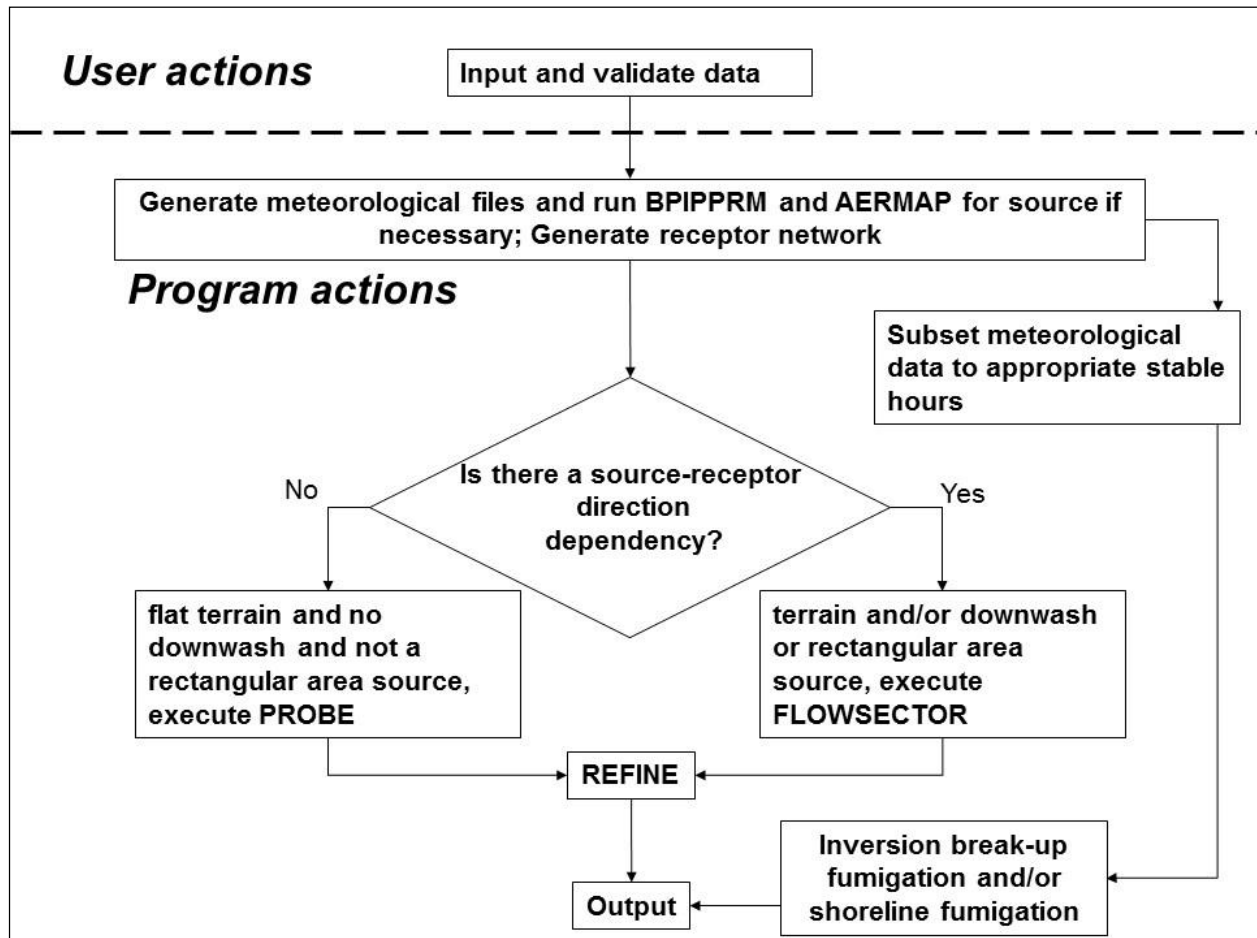 User actions
Input and validate data
Generate meteorological files and run BPIPPRM and AERMAP for source if
necessary; Generate receptor network
Program actions
Subset meteorological
data to appropriate stable
hours
Is there a source-receptor
direction
dependency?
No
Yes
flat terrain and no
downwash and not a
rectangular area source,
execute PROBE
terrain and/or downwash
or rectangular area
source, execute
FLOWSECTOR
REFINE
Inversion break-up
fumigation and/or
shoreline fumigation
Output